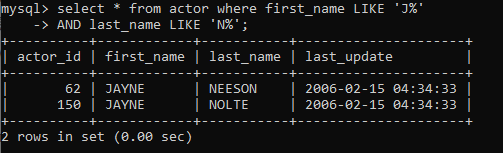 mysql> select * from actor where first_name LIKE 'J%'
    -> AND last_name LIKE 'N%';
+----------+------------+-----------+---------------------+
| actor_id | first_name | last_name | last_update         |
+----------+------------+-----------+---------------------+
|       62 | JAYNE      | NEESON    | 2006-02-15 04:34:33 |
|      150 | JAYNE      | NOLTE     | 2006-02-15 04:34:33 |
+----------+------------+-----------+---------------------+
2 rows in set (0.00 sec)